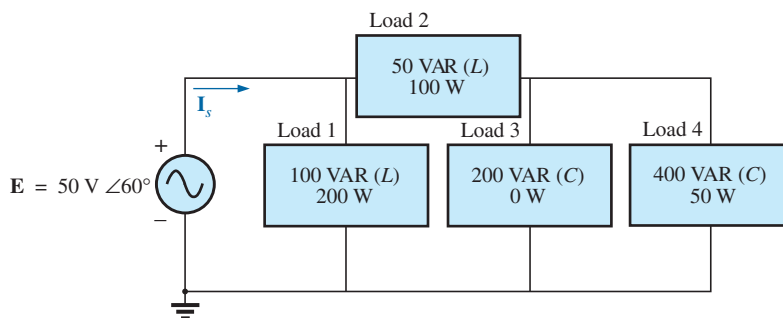 Load 2
50 VAR (L)
100 W
I_s
Load 1
Load 3
Load 4
+
E = 50 V ∠60°
–
100 VAR (L)
200 W
200 VAR (C)
0 W
400 VAR (C)
50 W